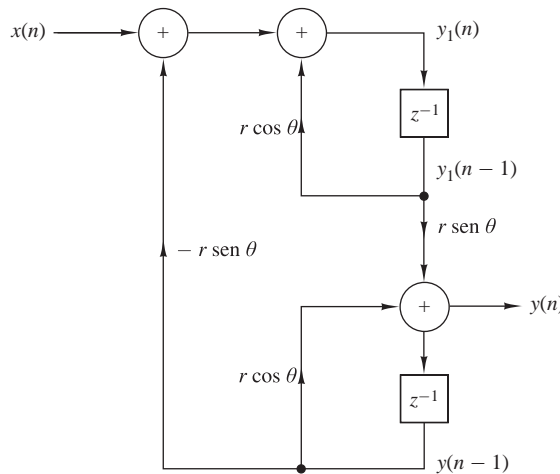 x(n)
+
+
y₁(n)
z⁻¹
r cos θ
y₁(n − 1)
r sen θ
− r sen θ
+
y(n)
r cos θ
z⁻¹
y(n − 1)